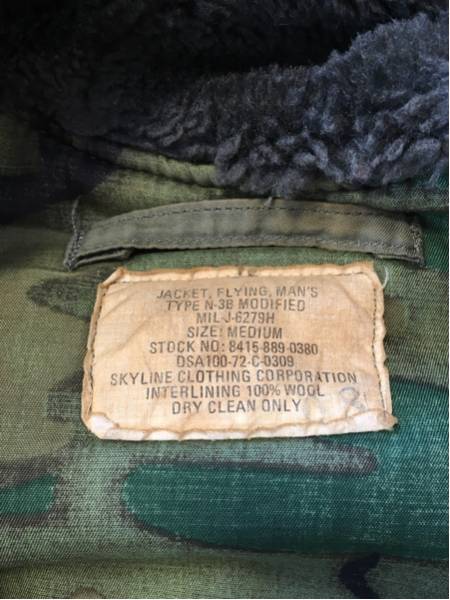 JACKET, FLYING, MAN'S
TYPE N-3B MODIFIED
MIL-J-6279H
SIZE: MEDIUM
STOCK NO: 8415-889-0380
DSA100-72-C-0309
SKYLINE CLOTHING CORPORATION
INTERLINING 100% WOOL
DRY CLEAN ONLY